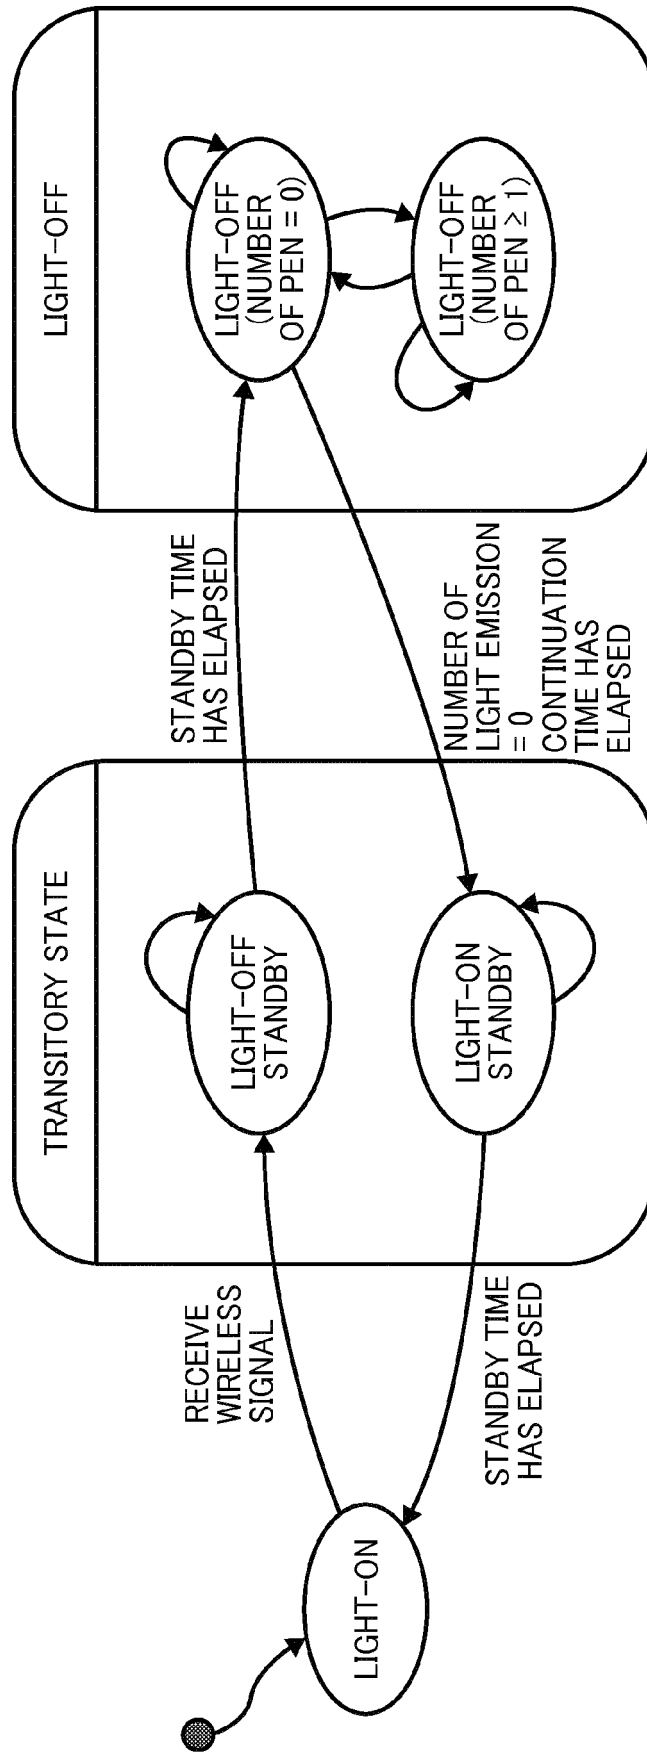 LIGHT-ON
RECEIVE
WIRELESS
SIGNAL
STANDBY TIME
HAS ELAPSED
TRANSITORY STATE
LIGHT-OFF
STANDBY
LIGHT-ON
STANDBY
STANDBY TIME
HAS ELAPSED
NUMBER OF
LIGHT EMISSION
= 0 CONTINUATION
TIME HAS
ELAPSED
LIGHT-OFF
LIGHT-OFF
(NUMBER
OF PEN = 0)
LIGHT-OFF
(NUMBER
OF PEN ≥ 1)